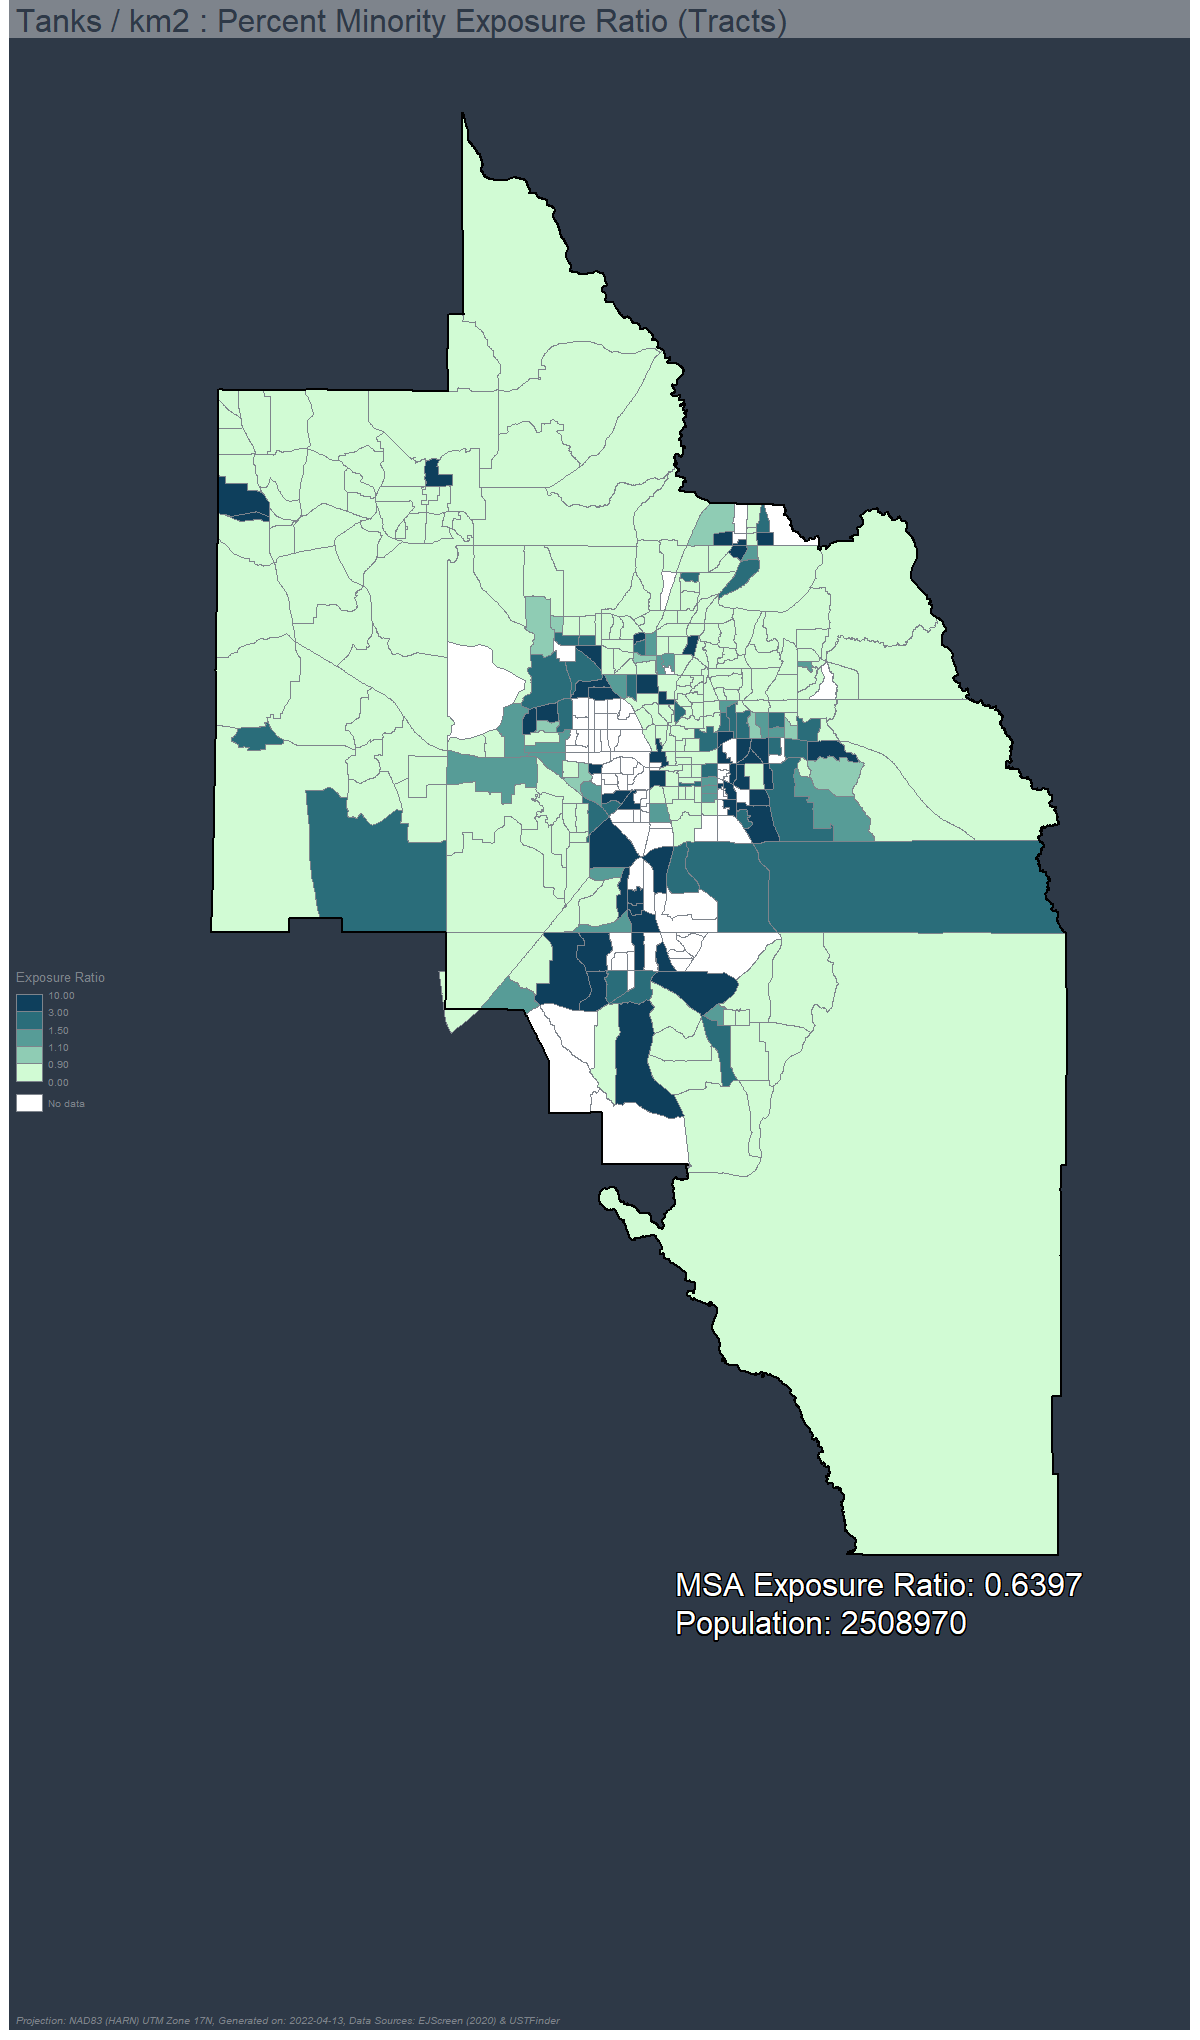 Tanks / km2 : Percent Minority Exposure Ratio (Tracts)
Exposure Ratio
10.00
3.00
1.50
1.10
0.90
0.00
No data
MSA Exposure Ratio: 0.6397
Population: 2508970
Projection: NAD83 (HARN) UTM Zone 17N, Generated on: 2022-04-13, Data Sources: EJScreen (2020) & USTFinder